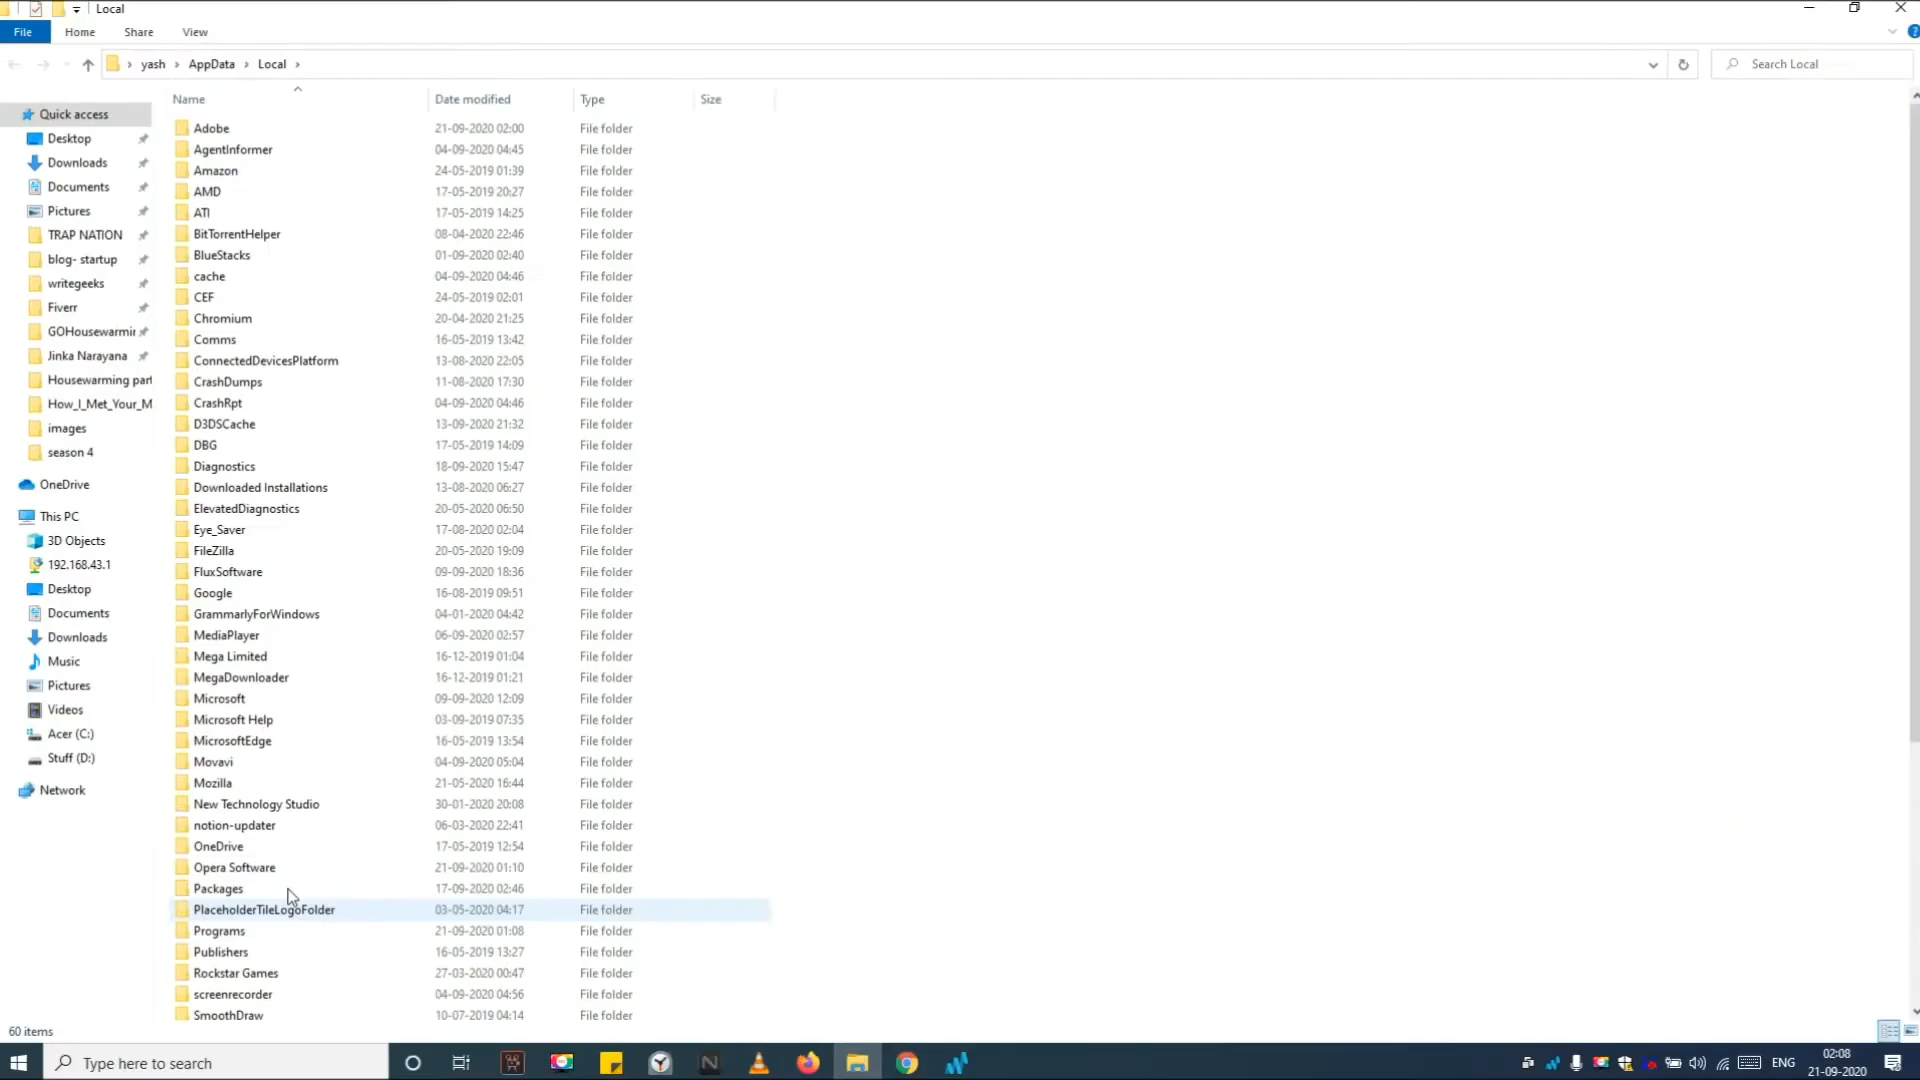 Local
File Home Share View
yash AppData Local
Search Local
Name Date modified Type Size
Quick access
Desktop
Downloads
Documents
Pictures
TRAP NATION
blog- startup
writegeeks
Fiverr
GOHousewarmir
Jinka Narayana
Housewarming part
How_I_Met_Your_M
images
season 4
OneDrive
This PC
3D Objects
192.168.43.1
Desktop
Documents
Downloads
Music
Pictures
Videos
Acer (C:)
Stuff (D:)
Network
Adobe 21-09-2020 02:00 File folder
AgentInformer 04-09-2020 04:45 File folder
Amazon 24-05-2019 01:39 File folder
AMD 17-05-2019 20:27 File folder
ATI 17-05-2019 14:25 File folder
BitTorrentHelper 08-04-2020 22:46 File folder
BlueStacks 01-09-2020 02:40 File folder
cache 04-09-2020 04:46 File folder
CEF 24-05-2019 02:01 File folder
Chromium 20-04-2020 21:25 File folder
Comms 16-05-2019 13:42 File folder
ConnectedDevicesPlatform 13-08-2020 22:05 File folder
CrashDumps 11-08-2020 17:30 File folder
CrashRpt 04-09-2020 04:46 File folder
D3DSCache 13-09-2020 21:32 File folder
DBG 17-05-2019 14:09 File folder
Diagnostics 18-09-2020 15:47 File folder
Downloaded Installations 13-08-2020 06:27 File folder
ElevatedDiagnostics 20-05-2020 06:50 File folder
Eye_Saver 17-08-2020 02:04 File folder
FileZilla 20-05-2020 19:09 File folder
FluxSoftware 09-09-2020 18:36 File folder
Google 16-08-2019 09:51 File folder
GrammarlyForWindows 04-01-2020 04:42 File folder
MediaPlayer 06-09-2020 02:57 File folder
Mega Limited 16-12-2019 01:04 File folder
MegaDownloader 16-12-2019 01:21 File folder
Microsoft 09-09-2020 12:09 File folder
Microsoft Help 03-09-2019 07:35 File folder
MicrosoftEdge 16-05-2019 13:54 File folder
Movavi 04-09-2020 05:04 File folder
Mozilla 21-05-2020 16:44 File folder
New Technology Studio 30-01-2020 20:08 File folder
notion-updater 06-03-2020 22:41 File folder
OneDrive 17-05-2019 12:54 File folder
Opera Software 21-09-2020 01:10 File folder
Packages 17-09-2020 02:46 File folder
PlaceholderTileLogoFolder 03-05-2020 04:17 File folder
Programs 21-09-2020 01:08 File folder
Publishers 16-05-2019 13:27 File folder
Rockstar Games 27-03-2020 00:47 File folder
screenrecorder 04-09-2020 04:56 File folder
SmoothDraw 10-07-2019 04:14 File folder
60 items
Type here to search
ENG
02:08
21-09-2020